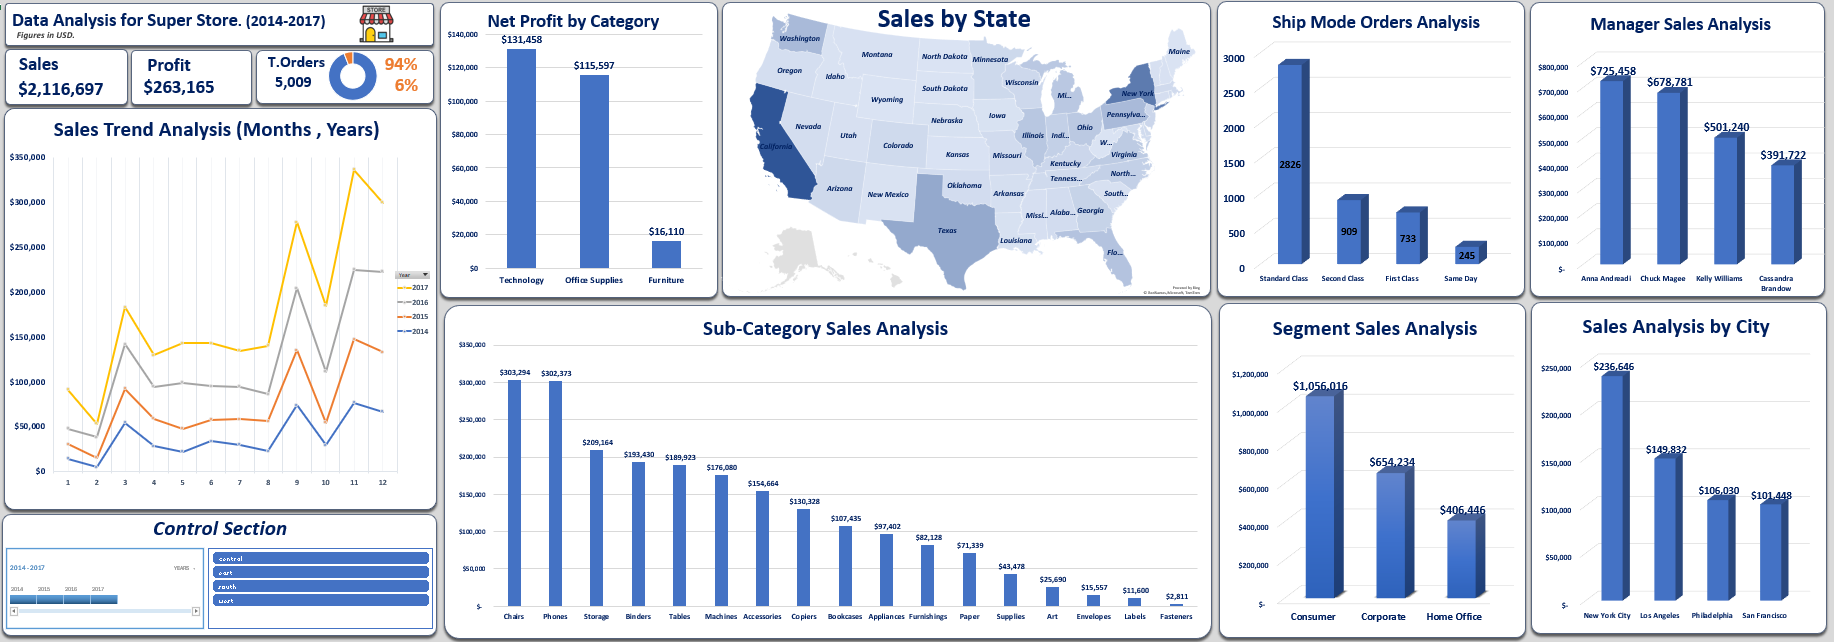 Data Analysis for Super Store. (2014-2017)
Figures in USD.
STORE
Sales
$2,116,697
Profit
$263,165
T.Orders
5,009
94%
6%
Sales Trend Analysis (Months , Years)
$350,000
$300,000
$250,000
$200,000
$150,000
$100,000
$50,000
$0
1 2 3 4 5 6 7 8 9 10 11 12
Year
2017
2016
2015
2014
Control Section
2014 - 2017
YEARS
2014 2015 2016 2017
central
east
south
west
Net Profit by Category
$140,000
$120,000
$100,000
$80,000
$60,000
$40,000
$20,000
$0
$131,458
$115,597
$16,110
Technology Office Supplies Furniture
Sales by State
Washington
Oregon
California
Idaho
Nevada
Montana
Wyoming
Utah
Arizona
Colorado
New Mexico
North Dakota
South Dakota
Nebraska
Kansas
Oklahoma
Texas
Minnesota
Iowa
Missouri
Arkansas
Louisiana
Wisconsin
Illinois
Mi...
Indi...
Ohio
Kentucky
Tenness...
Missi...
Alaba...
Georgia
Flo...
South...
North...
Virginia
W...
Pennsylva...
New York
Maine
Powered by Bing
© GeoNames, Microsoft, TomTom
Sub-Category Sales Analysis
$350,000
$300,000
$250,000
$200,000
$150,000
$100,000
$50,000
$-
$303,294
$302,373
$209,164
$193,430
$189,923
$176,080
$154,664
$130,328
$107,435
$97,402
$82,128
$71,339
$43,478
$25,690
$15,557
$11,600
$2,811
Chairs Phones Storage Binders Tables Machines Accessories Copiers Bookcases Appliances Furnishings Paper Supplies Art Envelopes Labels Fasteners
Ship Mode Orders Analysis
3000
2500
2000
1500
1000
500
0
2826
909
733
245
Standard Class Second Class First Class Same Day
Manager Sales Analysis
$800,000
$700,000
$600,000
$500,000
$400,000
$300,000
$200,000
$100,000
$-
$725,458
$678,781
$501,240
$391,722
Anna Andreadi Chuck Magee Kelly Williams Cassandra
Brandow
Segment Sales Analysis
$1,200,000
$1,000,000
$800,000
$600,000
$400,000
$200,000
$-
$1,056,016
$654,234
$406,446
Consumer Corporate Home Office
Sales Analysis by City
$250,000
$200,000
$150,000
$100,000
$50,000
$-
$236,646
$149,832
$106,030
$101,448
New York City Los Angeles Philadelphia San Francisco